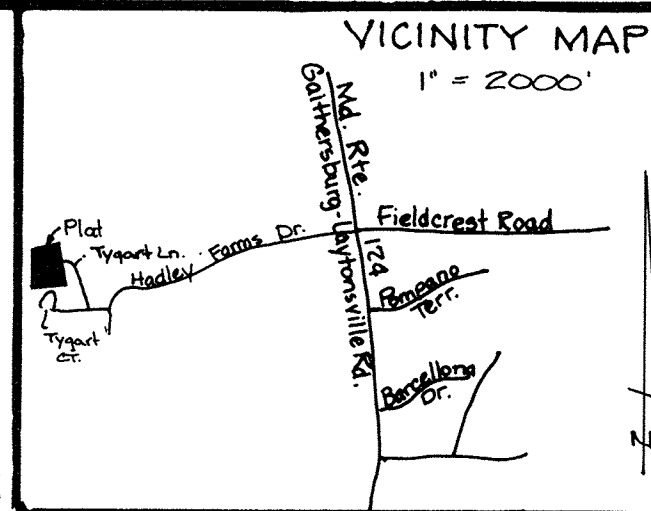 VICINITY MAP
1" = 2000'
Md. Rte. 124
Gaithersburg-Laytonsville Rd.
Fieldcrest Road
Plat
Tygart Ln.
Hadley Farms Dr.
Pompano
Terr.
Tygart
CT.
Barcellona
Dr.
N